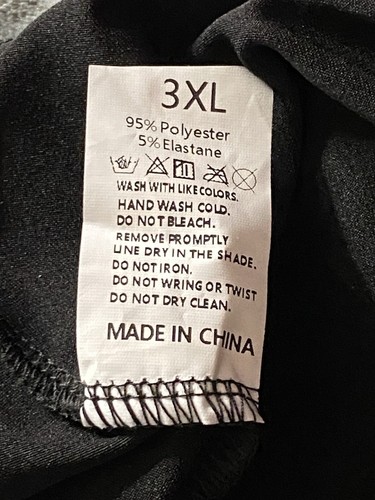 3XL
95% Polyester
5% Elastane
WASH WITH LIKE COLORS.
HAND WASH COLD.
DO NOT BLEACH.
REMOVE PROMPTLY
LINE DRY IN THE SHADE.
DO NOT IRON.
DO NOT WRING OR TWIST
DO NOT DRY CLEAN.
MADE IN CHINA